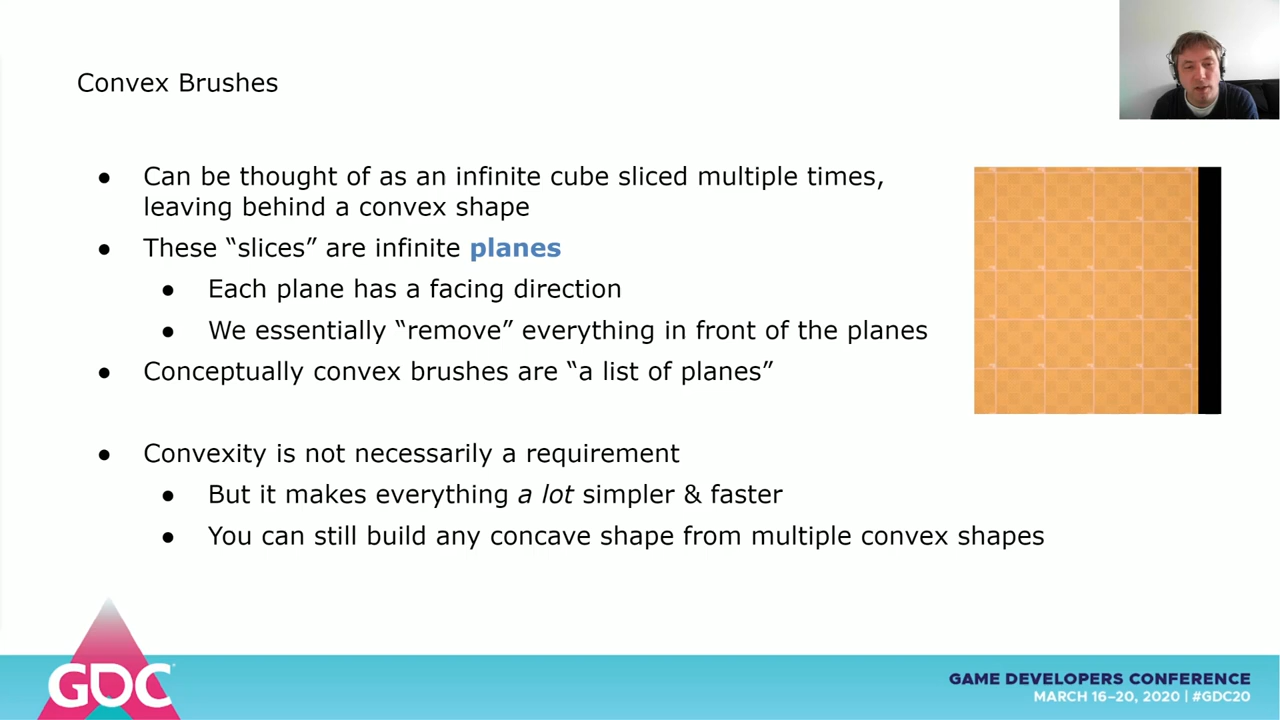 Convex Brushes
● Can be thought of as an infinite cube sliced multiple times,
leaving behind a convex shape
● These “slices” are infinite planes
● Each plane has a facing direction
● We essentially “remove” everything in front of the planes
● Conceptually convex brushes are “a list of planes”
● Convexity is not necessarily a requirement
● But it makes everything a lot simpler & faster
● You can still build any concave shape from multiple convex shapes
GDC
GAME DEVELOPERS CONFERENCE
MARCH 16–20, 2020 | #GDC20